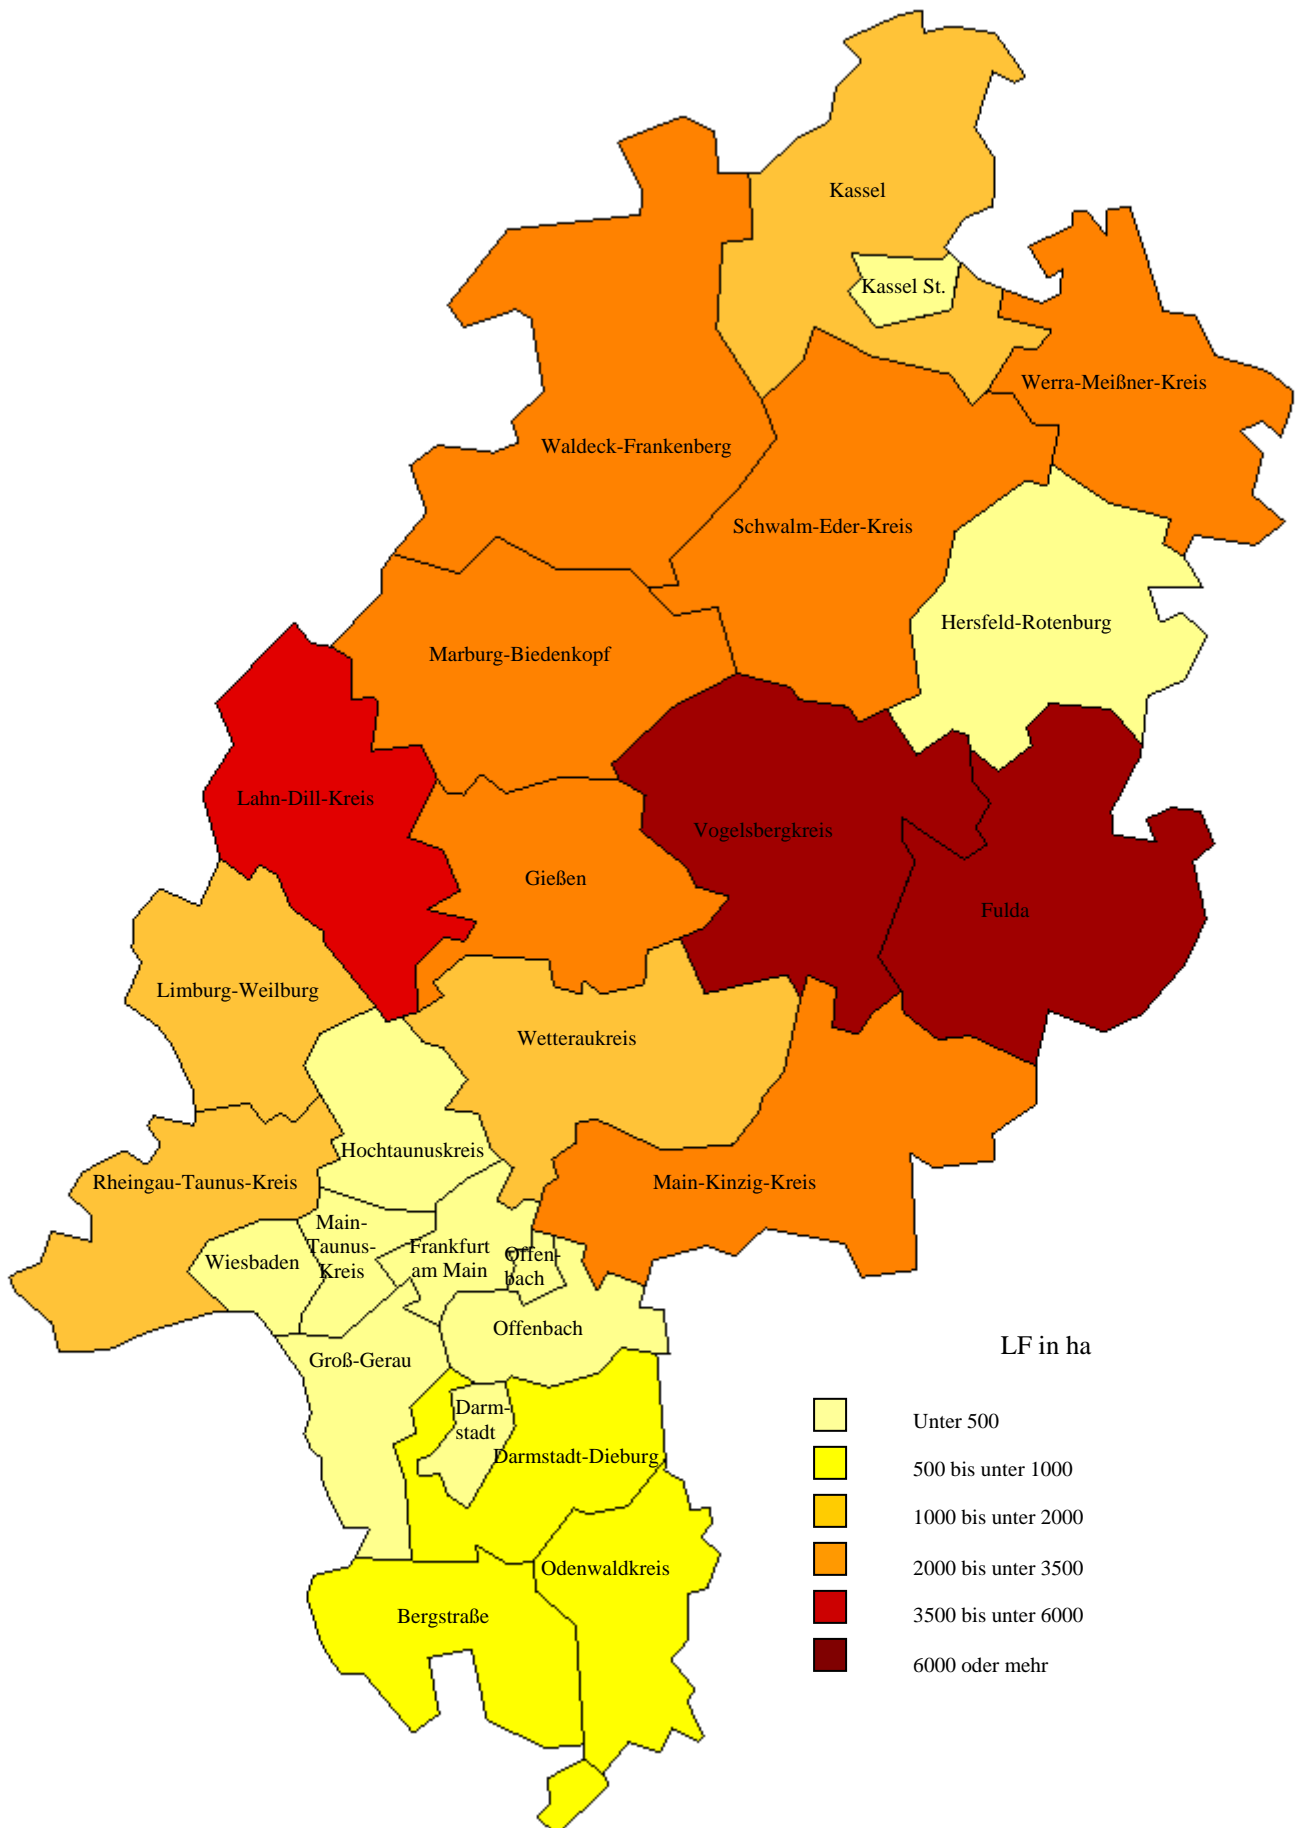 Kassel
Kassel St.
Werra-Meißner-Kreis
Waldeck-Frankenberg
Schwalm-Eder-Kreis
Hersfeld-Rotenburg
Marburg-Biedenkopf
Lahn-Dill-Kreis
Vogelsbergkreis
Gießen
Fulda
Limburg-Weilburg
Wetteraukreis
Hochtaunuskreis
Rheingau-Taunus-Kreis
Main-Kinzig-Kreis
Main-
Taunus-
Kreis
Wiesbaden
Frankfurt
am Main
Offen-
bach
Offenbach
Groß-Gerau
Darm-
stadt
Darmstadt-Dieburg
Odenwaldkreis
Bergstraße
LF in ha
Unter 500
500 bis unter 1000
1000 bis unter 2000
2000 bis unter 3500
3500 bis unter 6000
6000 oder mehr